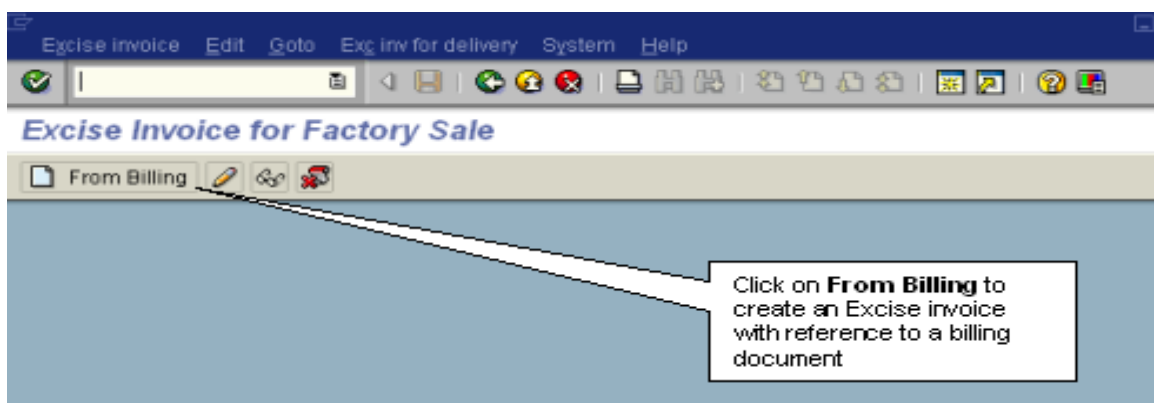 Excise invoice Edit Goto Exc inv for delivery System Help
Excise Invoice for Factory Sale
From Billing
Click on From Billing to
create an Excise invoice
with reference to a billing
document